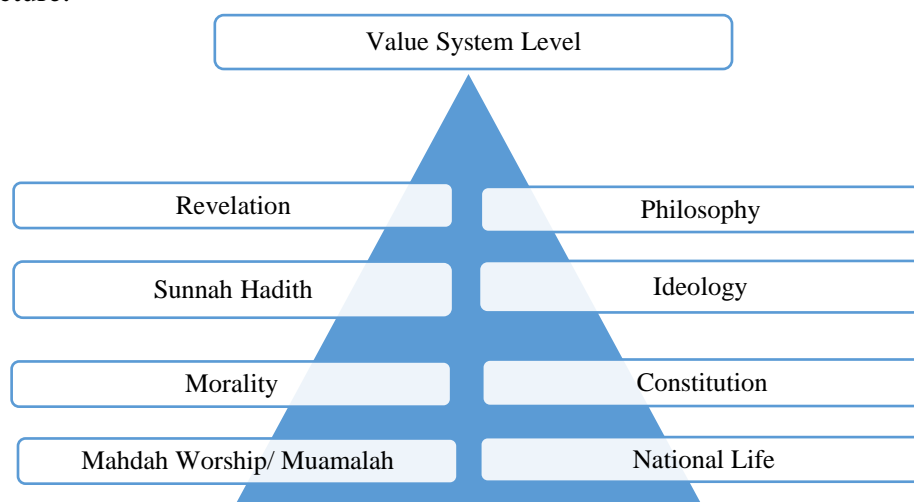 Value System Level
Revelation
Philosophy
Sunnah Hadith
Ideology
Morality
Constitution
Mahdah Worship/ Muamalah
National Life